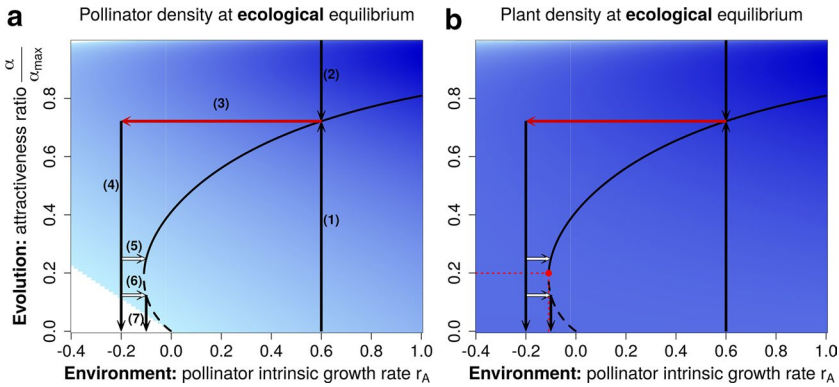 a
Pollinator density at ecological equilibrium
b
Plant density at ecological equilibrium
Evolution: attractiveness ratio α/αmax
0.8
0.6
0.4
0.2
0.0
(2)
(3)
(4)
(1)
(5)
(6)
(7)
-0.4 -0.2 0.0 0.2 0.4 0.6 0.8 1.0
Environment: pollinator intrinsic growth rate rA
0.8
0.6
0.4
0.2
0.0
-0.4 -0.2 0.0 0.2 0.4 0.6 0.8 1.0
Environment: pollinator intrinsic growth rate rA